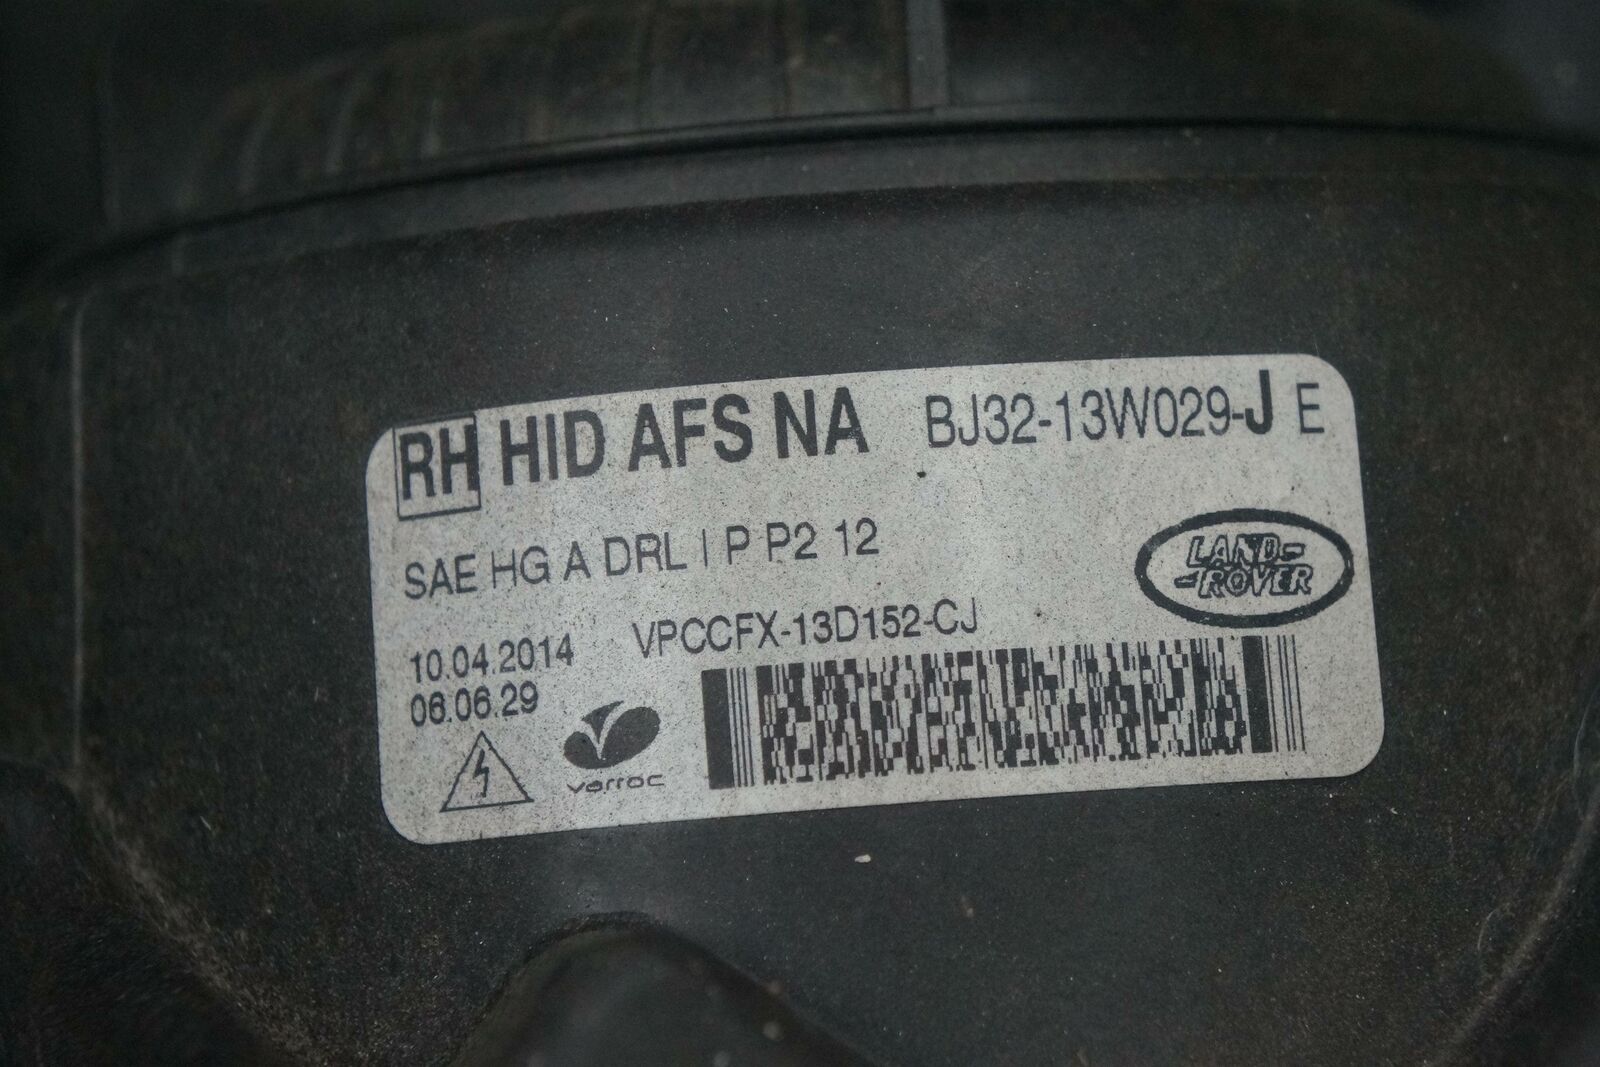 RH HID AFS NA BJ32-13W029-J E
SAE HG A DRL I P P2 12
LAND-
-ROVER
10.04.2014 VPCCFX-13D152-CJ
06.06.29
varroc